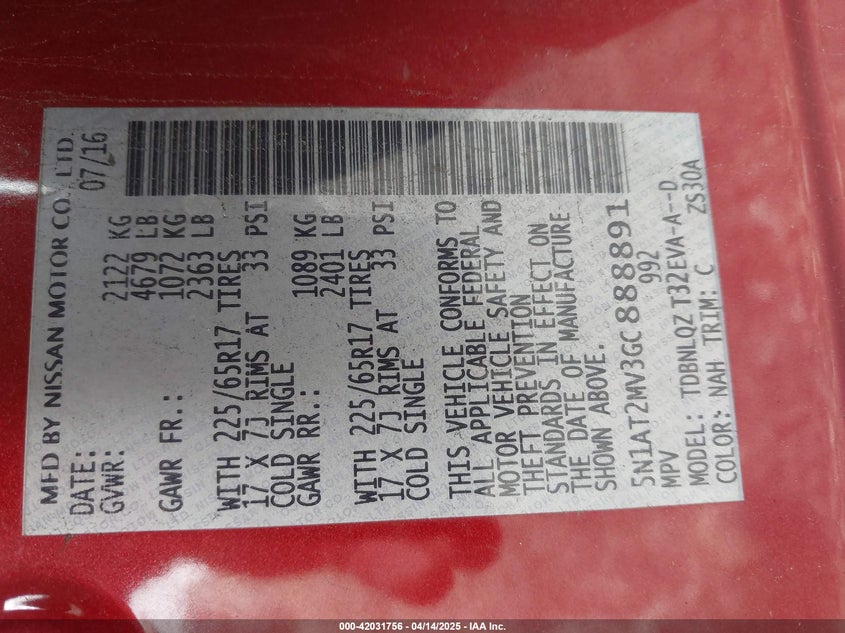 MFD BY NISSAN MOTOR CO., LTD.
DATE: 07/16
GVWR: 2122 KG
4679 LB
GAWR FR.: 1072 KG
2363 LB
WITH 225/65R17 TIRES
17 X 7J RIMS AT 33 PSI
COLD SINGLE
GAWR RR.: 1089 KG
2401 LB
WITH 225/65R17 TIRES
17 X 7J RIMS AT 33 PSI
COLD SINGLE
THIS VEHICLE CONFORMS TO
ALL APPLICABLE FEDERAL
MOTOR VEHICLE SAFETY AND
THEFT PREVENTION
STANDARDS IN EFFECT ON
THE DATE OF MANUFACTURE
SHOWN ABOVE.
5N1AT2MV3GC888891
MPV 992
MODEL: TDBNLQZ T32EVA-A--D
COLOR: NAH TRIM: C ZS30A
000-42031756 - 04/14/2025 - IAA Inc.